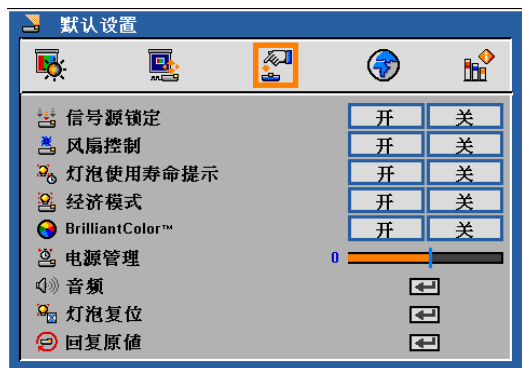 默认设置
信号源锁定 开 关
风扇控制 开 关
灯泡使用寿命提示 开 关
经济模式 开 关
BrilliantColor™ 开 关
电源管理 0
音频
灯泡复位
回复原值